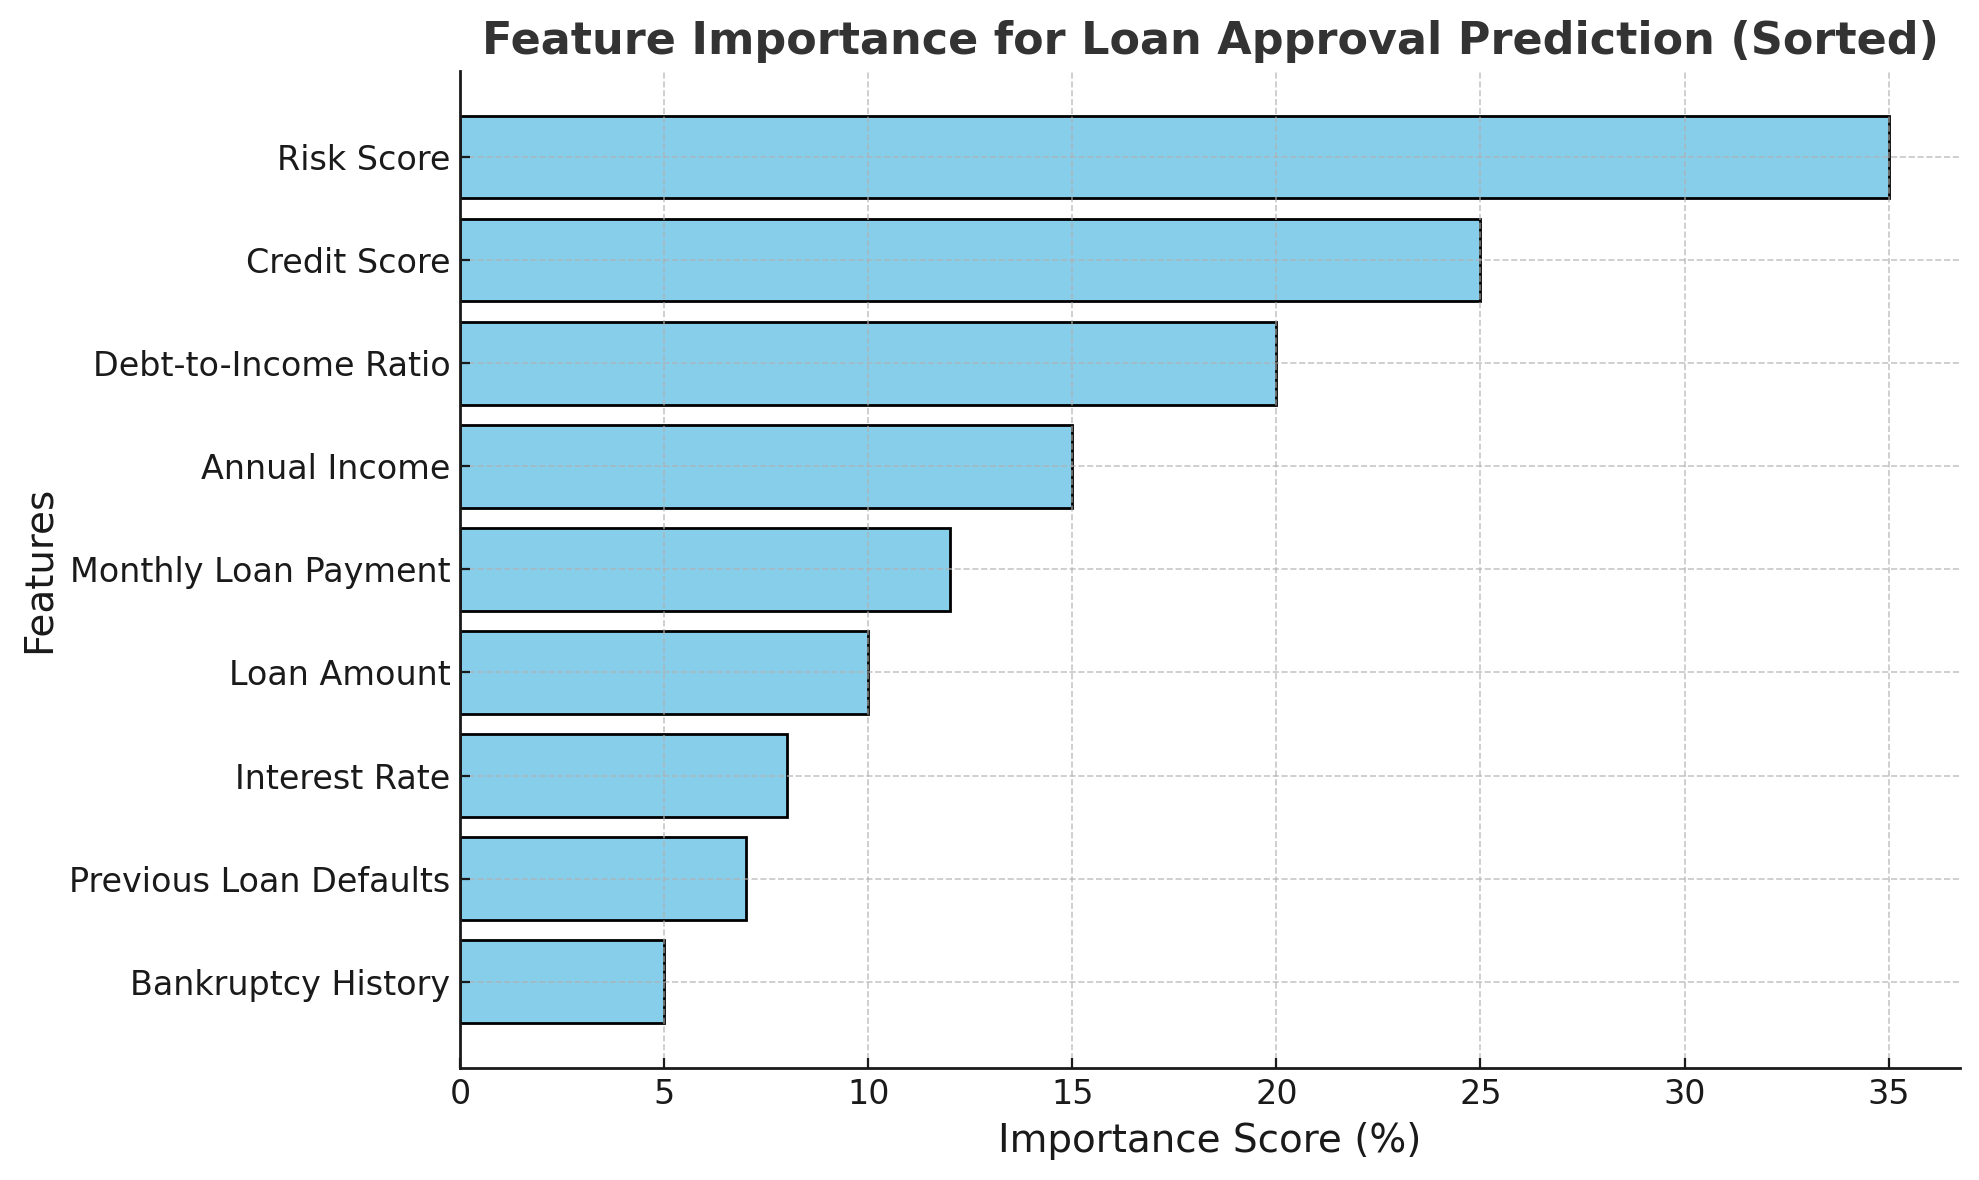 Feature Importance for Loan Approval Prediction (Sorted)
Risk Score
Credit Score
Debt-to-Income Ratio
Annual Income
Monthly Loan Payment
Loan Amount
Interest Rate
Previous Loan Defaults
Bankruptcy History
Features
0 5 10 15 20 25 30 35
Importance Score (%)